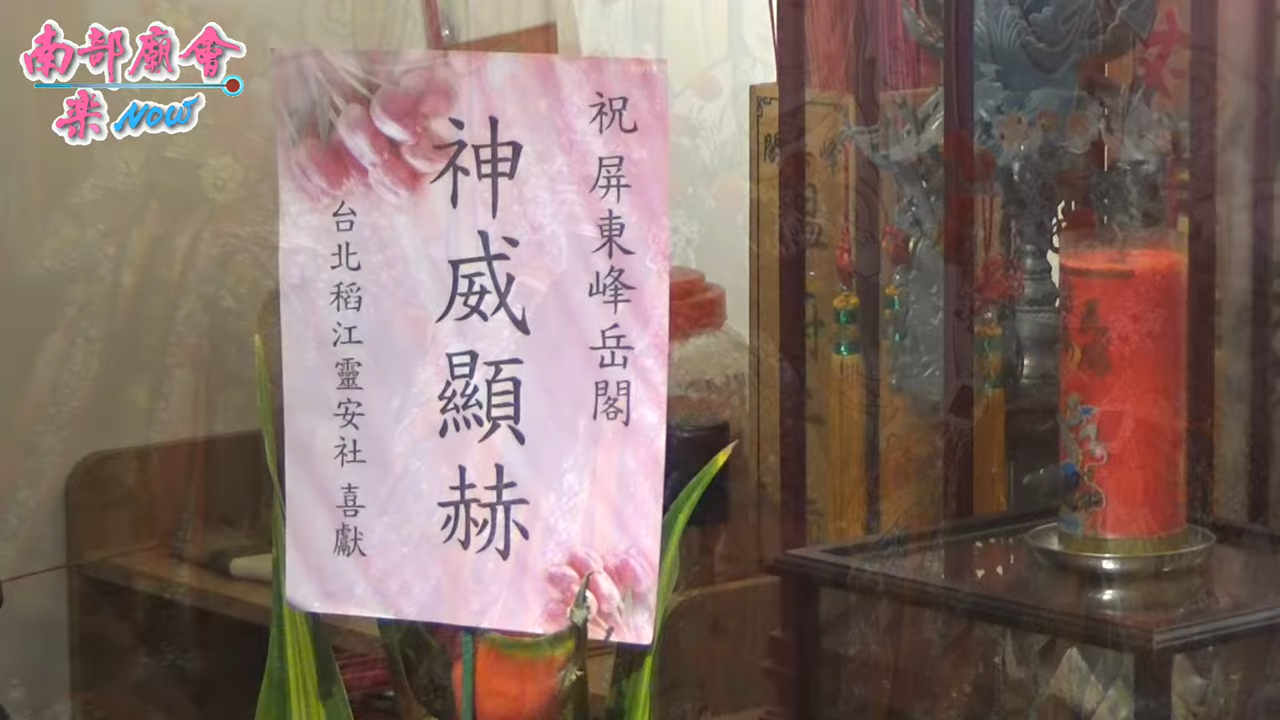 南部廟會
楽 NOW
祝 屏東峰岳閣
神威顯赫
台北稻江靈安社 喜獻